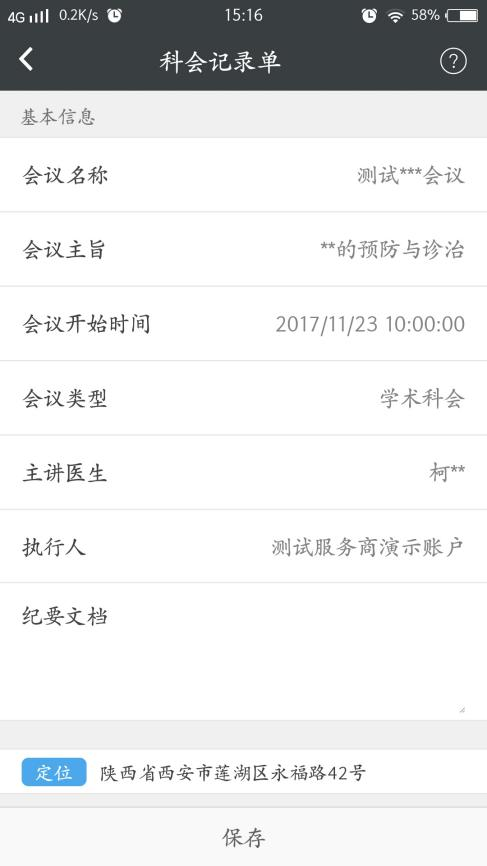 4G 0.2K/s 15:16 58%
科会记录单 ?
基本信息
会议名称 测试***会议
会议主旨 **的预防与诊治
会议开始时间 2017/11/23 10:00:00
会议类型 学术科会
主讲医生 柯**
执行人 测试服务商演示账户
纪要文档
定位 陕西省西安市莲湖区永福路42号
保存